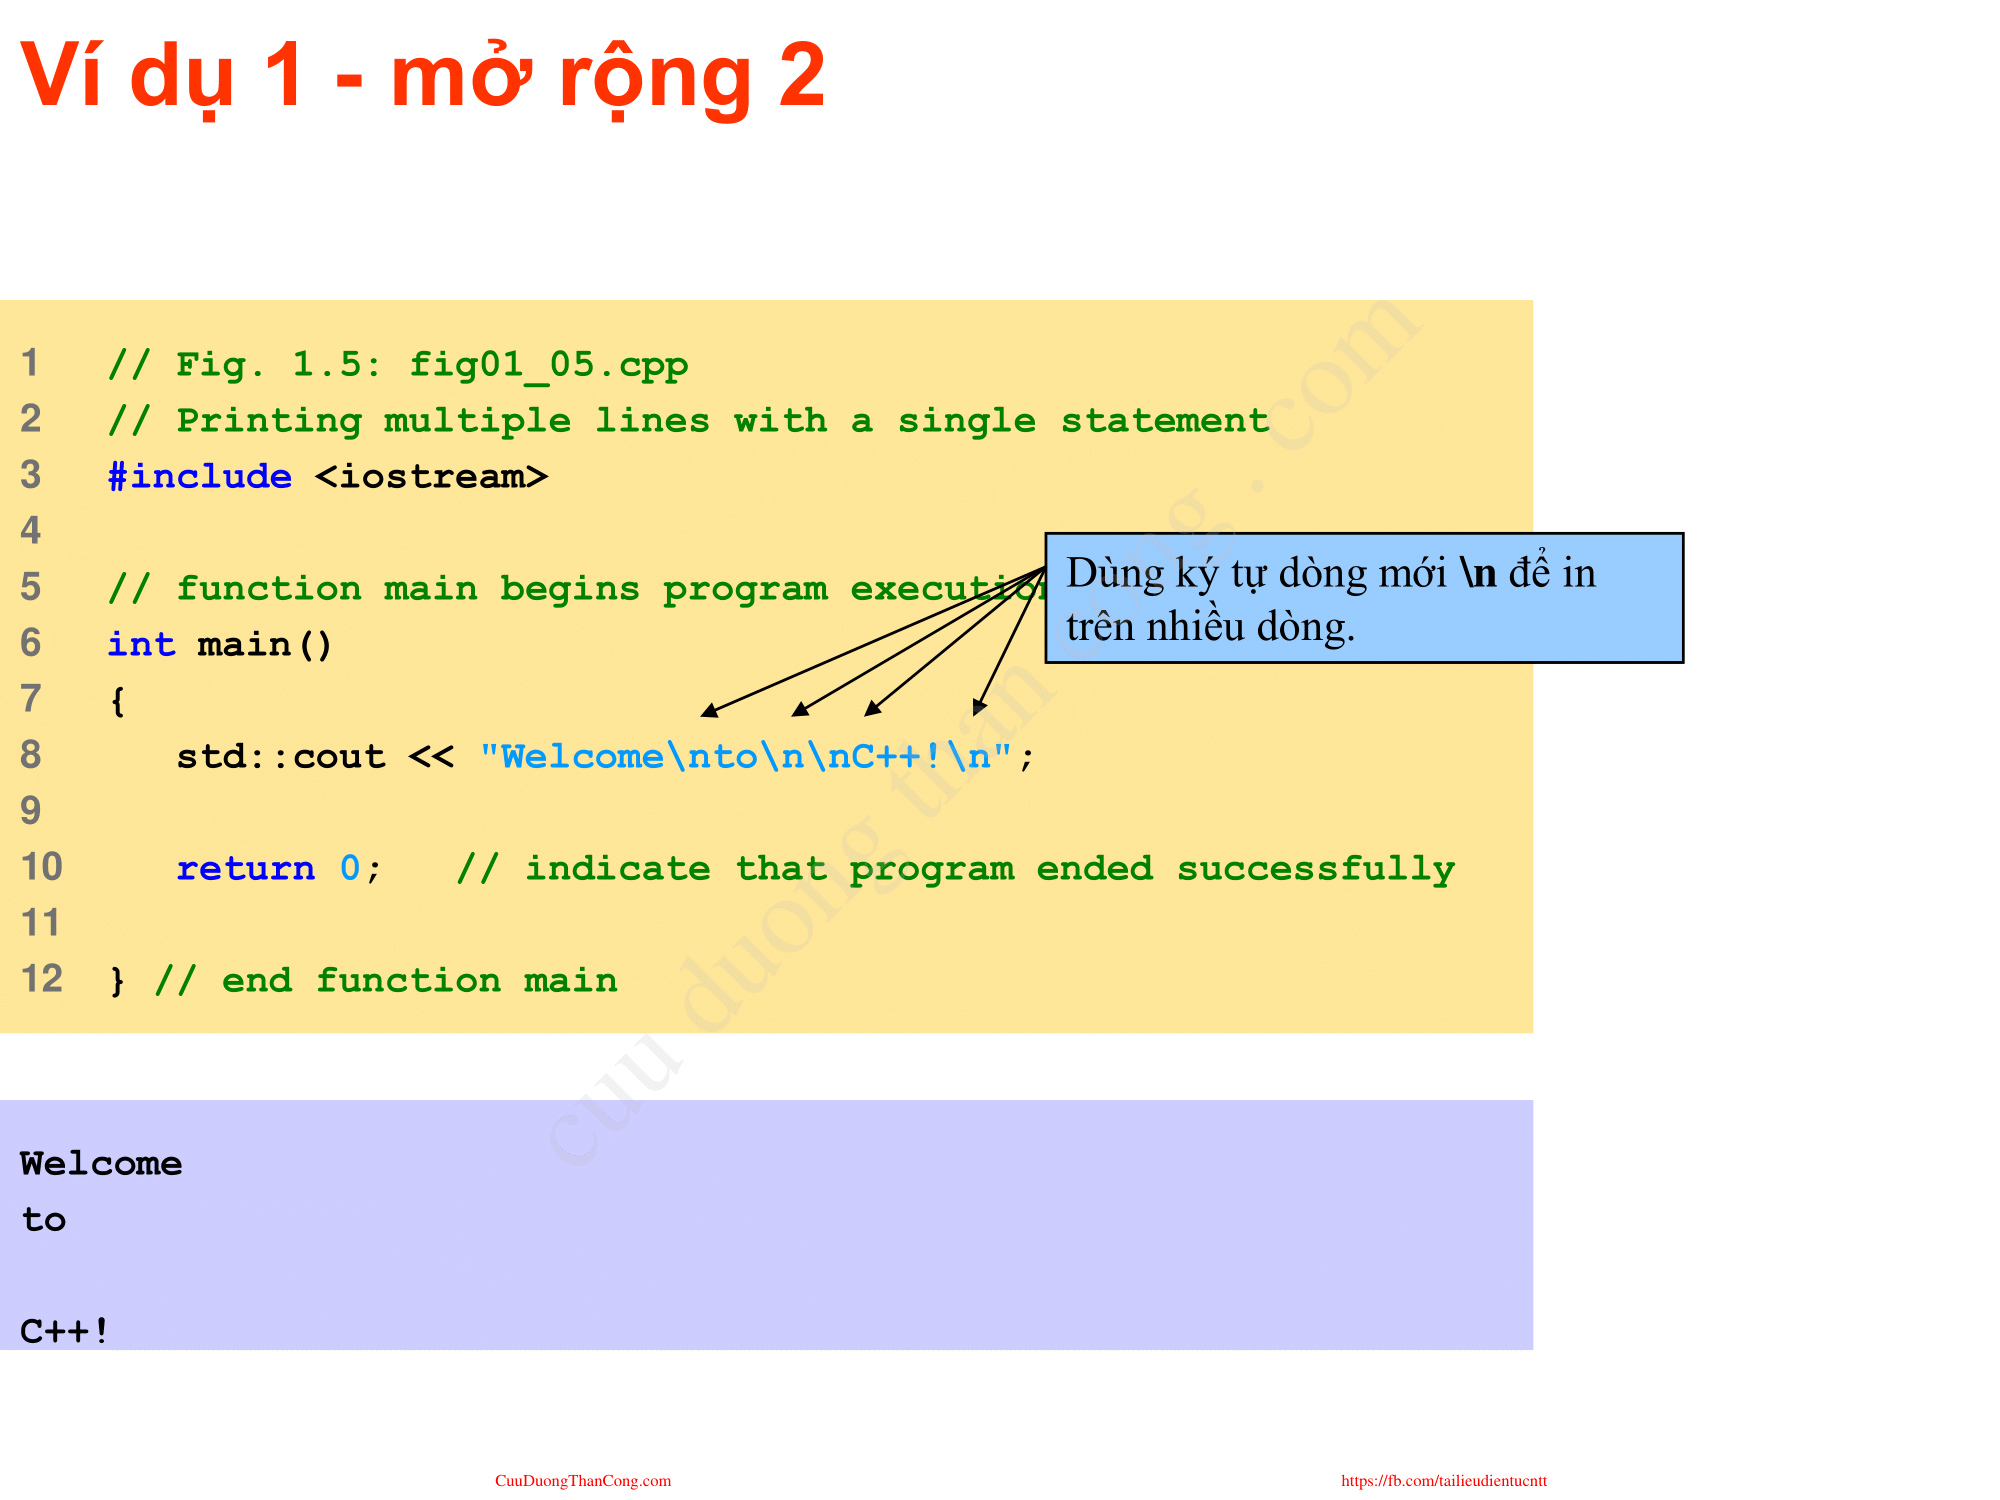 Ví dụ 1 - mở rộng 2
1 // Fig. 1.5: fig01_05.cpp
2 // Printing multiple lines with a single statement
3 #include <iostream>
4
5 // function main begins program execution
Dùng ký tự dòng mới \n để in
trên nhiều dòng.
6 int main()
7 {
8 std::cout << "Welcome\nto\n\nC++!\n";
9
10 return 0; // indicate that program ended successfully
11
12 } // end function main
Welcome
to
C++!
cuu duong than cong . com
CuuDuongThanCong.com
https://fb.com/tailieudientucntt